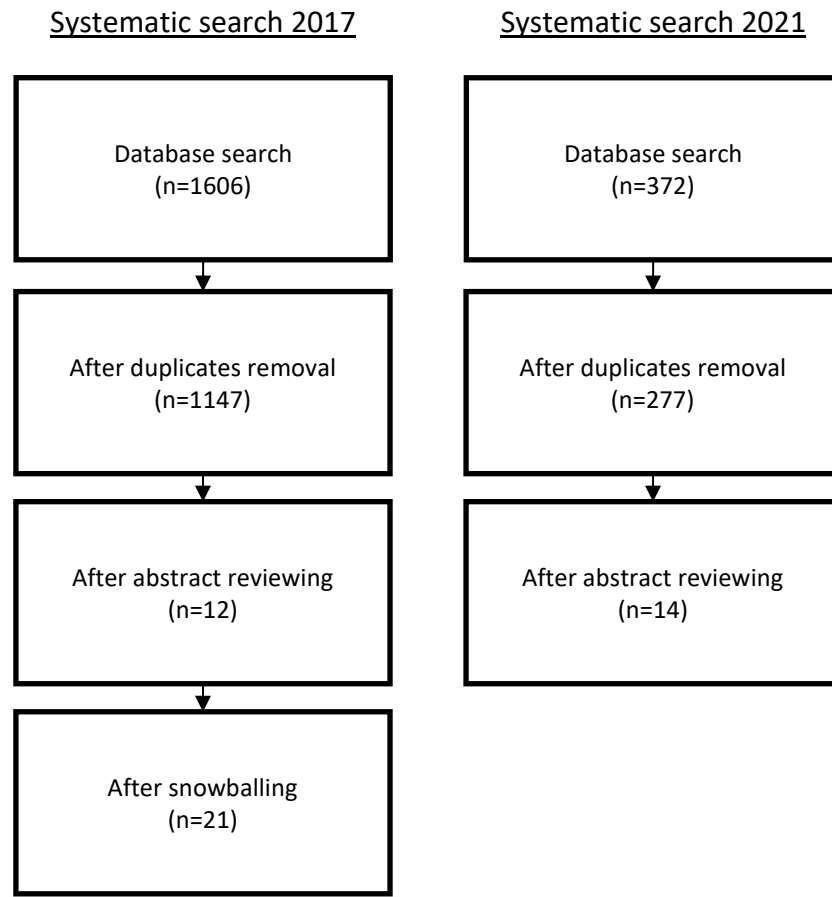 Systematic search 2017
Database search
(n=1606)
After duplicates removal
(n=1147)
After abstract reviewing
(n=12)
After snowballing
(n=21)
Systematic search 2021
Database search
(n=372)
After duplicates removal
(n=277)
After abstract reviewing
(n=14)